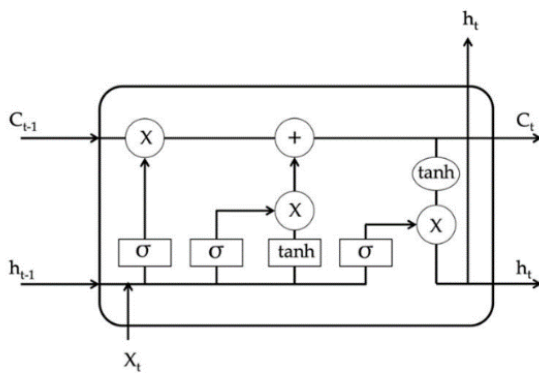 h_t
C_{t-1}
X
+
C_t
tanh
X
X
σ
σ
tanh
σ
h_{t-1}
h_t
X_t